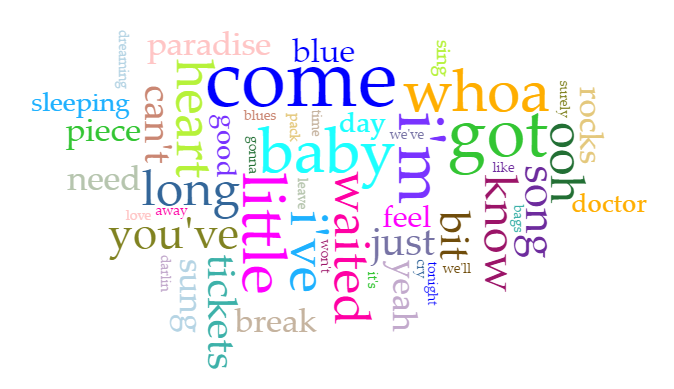 dreaming
paradise
blue
sing
come
whoa
heart
sleeping
can't
piece
good
blues
pack
time
day
we've
i'm
got
surely
rocks
ooh
gonna
baby
need
long
little
leave
waited
like
know
song
bags
doctor
love
away
i've
feel
you've
just
bit
won't
darlin
sung
tickets
it's
yeah
cry
tonight
we'll
break